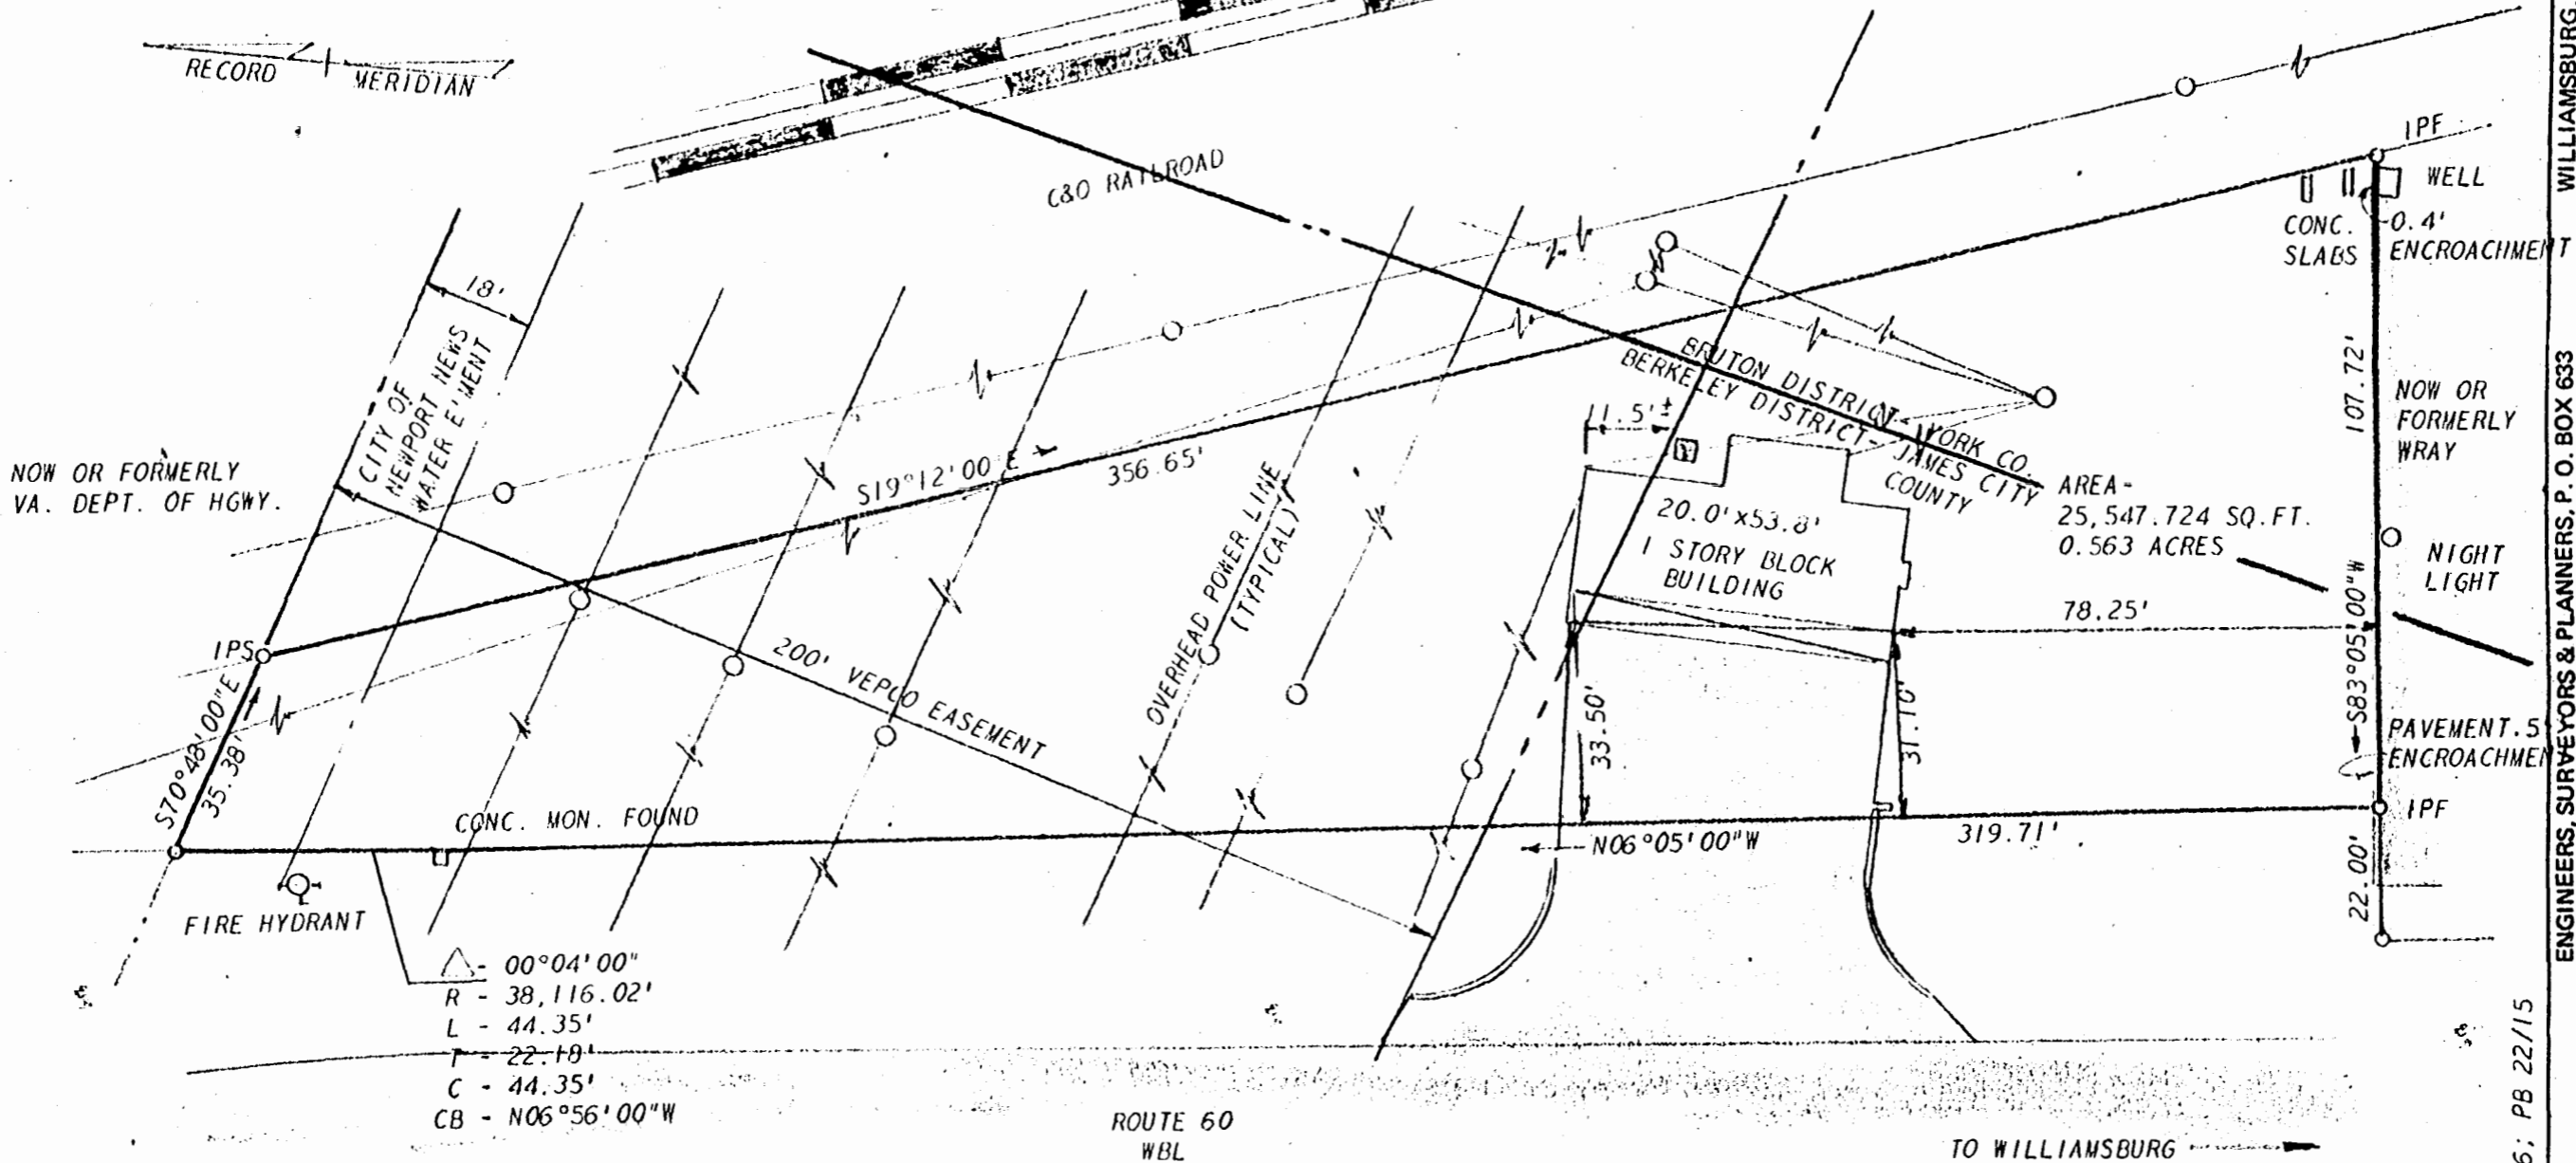 RECORD MERIDIAN
C&O RAILROAD
IPF
WELL
CONC.
SLABS
0.4'
ENCROACHMENT
18'
CITY OF
NEWPORT NEWS
WATER E'MENT
NOW OR FORMERLY
VA. DEPT. OF HGWY.
S19°12'00 E
356.65'
BRUTON DISTRICT- YORK CO.
BERKELEY DISTRICT- JAMES CITY
COUNTY
11.5'±
107.72'
NOW OR
FORMERLY
WRAY
AREA-
25,547.724 SQ.FT.
0.563 ACRES
20.0'x53.8'
1 STORY BLOCK
BUILDING
NIGHT
LIGHT
78.25'
S83°05'00"W
OVERHEAD POWER LINE
(TYPICAL)
IPS
200' VEPCO EASEMENT
S70°48'00"E
35.38'
33.50'
31.10'
PAVEMENT.5
ENCROACHMEN
CONC. MON. FOUND
N06°05'00"W
319.71'
IPF
22.00'
FIRE HYDRANT
△- 00°04'00"
R - 38,116.02'
L - 44.35'
T - 22.18'
C - 44.35'
CB - N06°56'00"W
ROUTE 60
WBL
TO WILLIAMSBURG
WILLIAMSBURG,
ENGINEERS, SURVEYORS & PLANNERS, P. O. BOX 633
6; PB 22/15